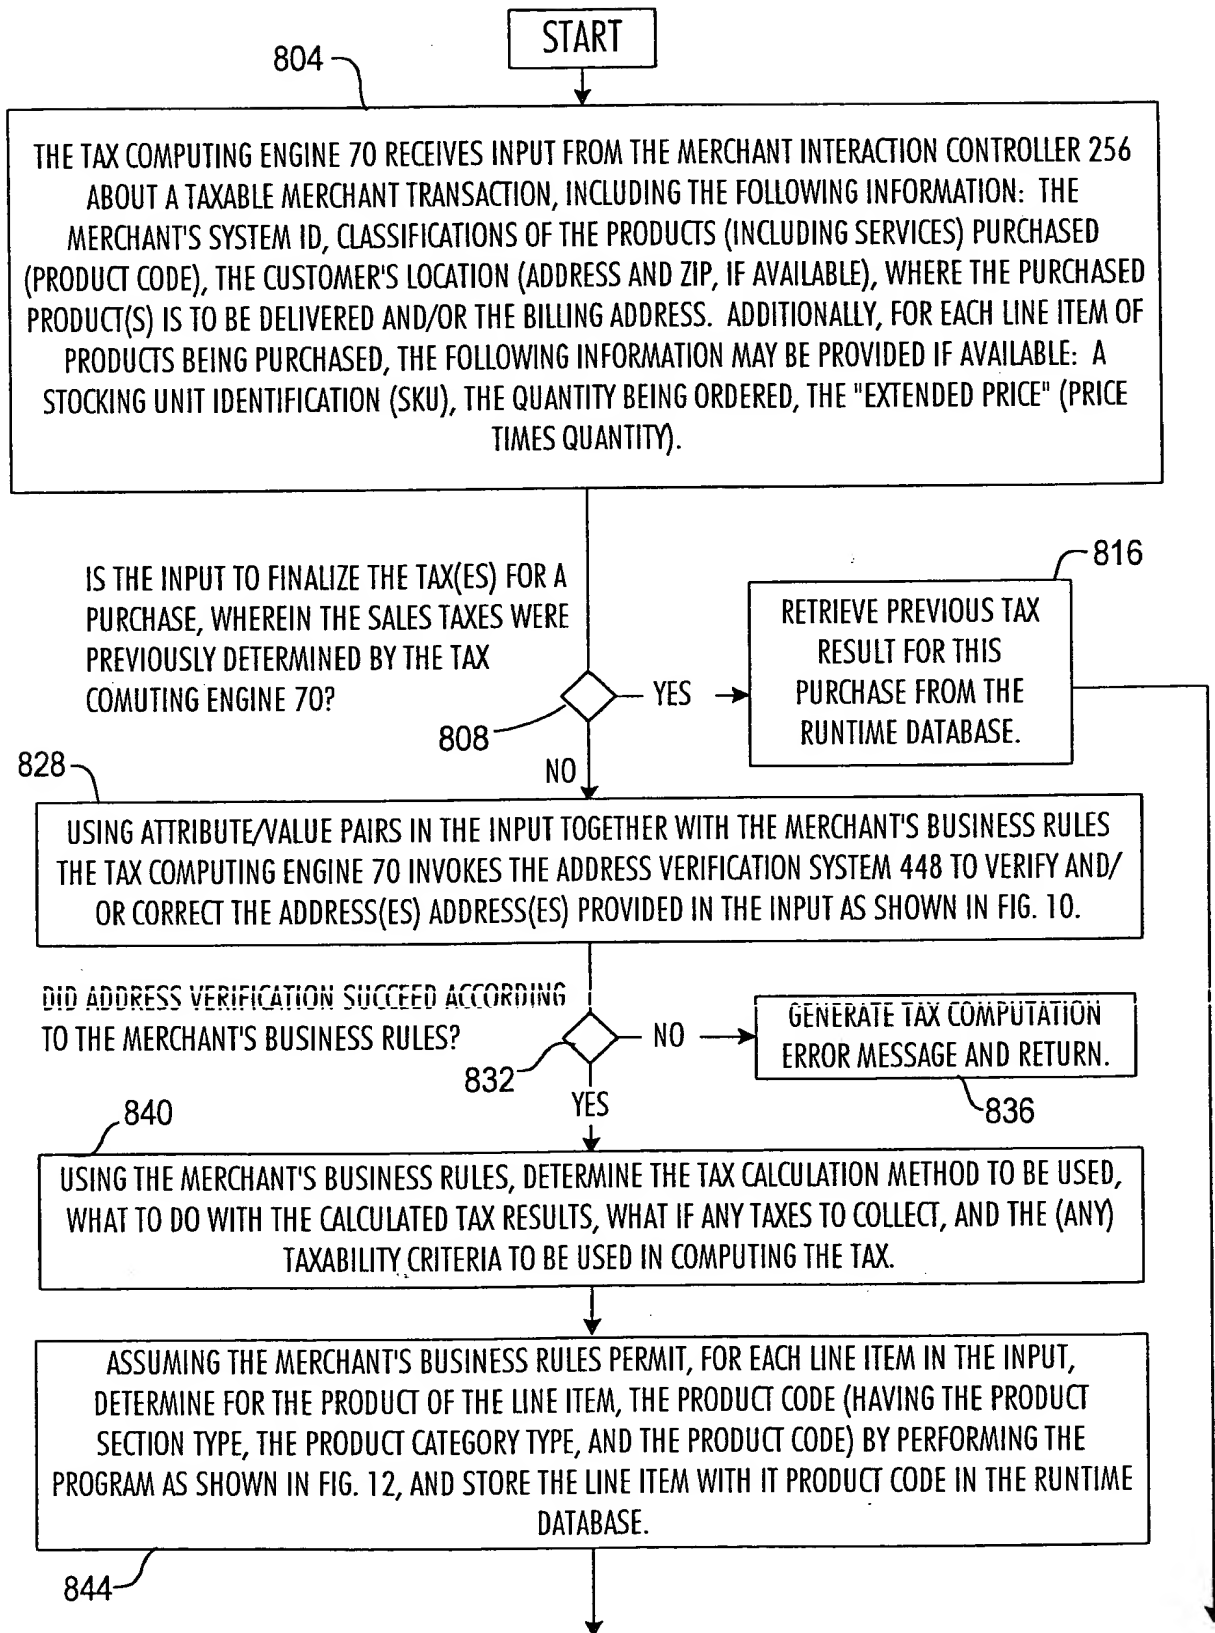 START
804
THE TAX COMPUTING ENGINE 70 RECEIVES INPUT FROM THE MERCHANT INTERACTION CONTROLLER 256
ABOUT A TAXABLE MERCHANT TRANSACTION, INCLUDING THE FOLLOWING INFORMATION: THE
MERCHANT'S SYSTEM ID, CLASSIFICATIONS OF THE PRODUCTS (INCLUDING SERVICES) PURCHASED
(PRODUCT CODE), THE CUSTOMER'S LOCATION (ADDRESS AND ZIP, IF AVAILABLE), WHERE THE PURCHASED
PRODUCT(S) IS TO BE DELIVERED AND/OR THE BILLING ADDRESS. ADDITIONALLY, FOR EACH LINE ITEM OF
PRODUCTS BEING PURCHASED, THE FOLLOWING INFORMATION MAY BE PROVIDED IF AVAILABLE: A
STOCKING UNIT IDENTIFICATION (SKU), THE QUANTITY BEING ORDERED, THE "EXTENDED PRICE" (PRICE
TIMES QUANTITY).
IS THE INPUT TO FINALIZE THE TAX(ES) FOR A
PURCHASE, WHEREIN THE SALES TAXES WERE
PREVIOUSLY DETERMINED BY THE TAX
COMUTING ENGINE 70?
808
YES
816
RETRIEVE PREVIOUS TAX
RESULT FOR THIS
PURCHASE FROM THE
RUNTIME DATABASE.
NO
828
USING ATTRIBUTE/VALUE PAIRS IN THE INPUT TOGETHER WITH THE MERCHANT'S BUSINESS RULES
THE TAX COMPUTING ENGINE 70 INVOKES THE ADDRESS VERIFICATION SYSTEM 448 TO VERIFY AND/
OR CORRECT THE ADDRESS(ES) ADDRESS(ES) PROVIDED IN THE INPUT AS SHOWN IN FIG. 10.
DID ADDRESS VERIFICATION SUCCEED ACCORDING
TO THE MERCHANT'S BUSINESS RULES?
832
NO
GENERATE TAX COMPUTATION
ERROR MESSAGE AND RETURN.
836
YES
840
USING THE MERCHANT'S BUSINESS RULES, DETERMINE THE TAX CALCULATION METHOD TO BE USED,
WHAT TO DO WITH THE CALCULATED TAX RESULTS, WHAT IF ANY TAXES TO COLLECT, AND THE (ANY)
TAXABILITY CRITERIA TO BE USED IN COMPUTING THE TAX.
ASSUMING THE MERCHANT'S BUSINESS RULES PERMIT, FOR EACH LINE ITEM IN THE INPUT,
DETERMINE FOR THE PRODUCT OF THE LINE ITEM, THE PRODUCT CODE (HAVING THE PRODUCT
SECTION TYPE, THE PRODUCT CATEGORY TYPE, AND THE PRODUCT CODE) BY PERFORMING THE
PROGRAM AS SHOWN IN FIG. 12, AND STORE THE LINE ITEM WITH IT PRODUCT CODE IN THE RUNTIME
DATABASE.
844